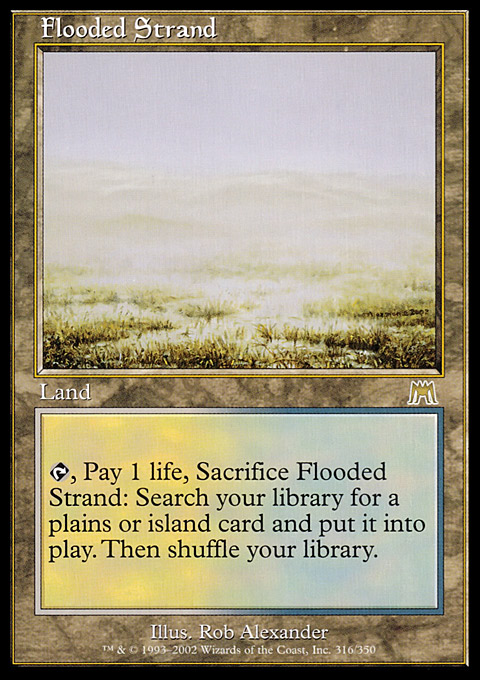 Flooded Strand
Land
, Pay 1 life, Sacrifice Flooded
Strand: Search your library for a
plains or island card and put it into
play. Then shuffle your library.
Illus. Rob Alexander
™ & © 1993–2002 Wizards of the Coast, Inc. 316/350